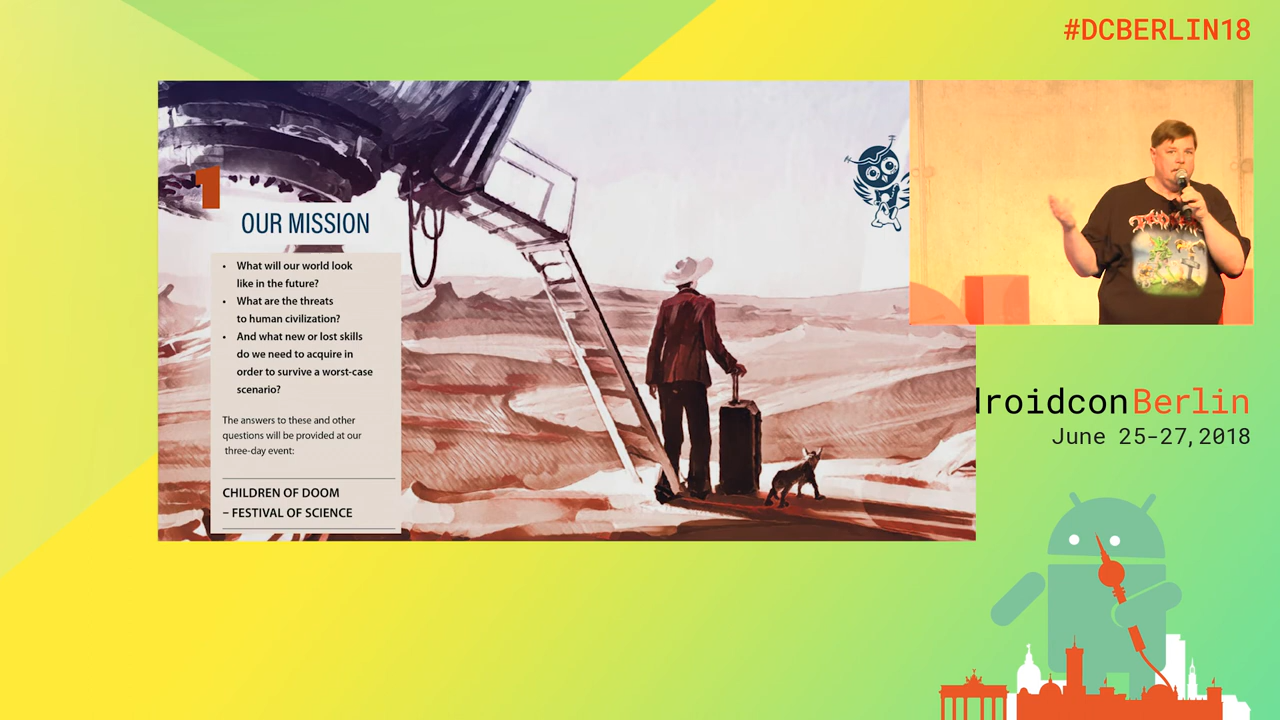 #DCBERLIN18
1
OUR MISSION
• What will our world look
like in the future?
• What are the threats
to human civilization?
• And what new or lost skills
do we need to acquire in
order to survive a worst-case
scenario?
The answers to these and other
questions will be provided at our
three-day event:
CHILDREN OF DOOM
– FESTIVAL OF SCIENCE
droidcon Berlin
June 25-27, 2018